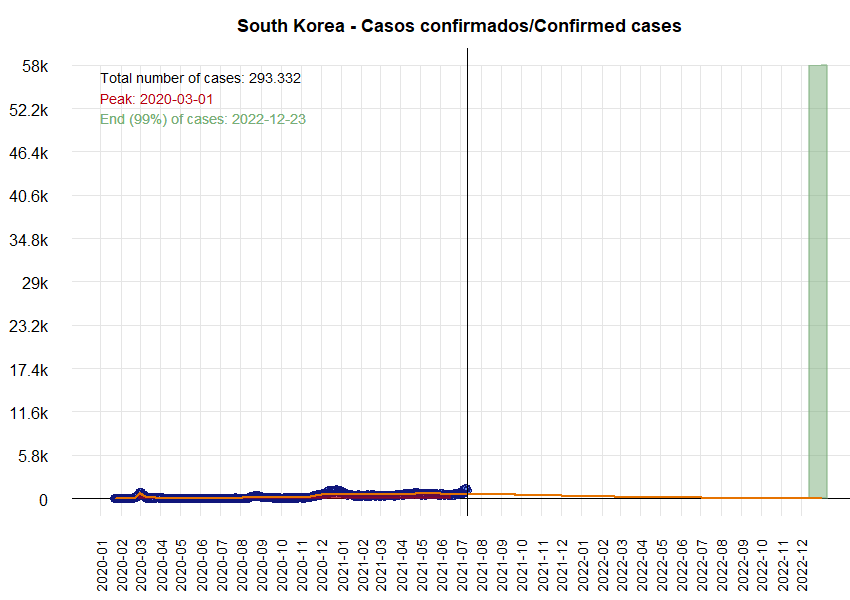 South Korea - Casos confirmados/Confirmed cases
Total number of cases: 293.332
Peak: 2020-03-01
End (99%) of cases: 2022-12-23
58k
52.2k
46.4k
40.6k
34.8k
29k
23.2k
17.4k
11.6k
5.8k
0
2020-01
2020-02
2020-03
2020-04
2020-05
2020-06
2020-07
2020-08
2020-09
2020-10
2020-11
2020-12
2021-01
2021-02
2021-03
2021-04
2021-05
2021-06
2021-07
2021-08
2021-09
2021-10
2021-11
2021-12
2022-01
2022-02
2022-03
2022-04
2022-05
2022-06
2022-07
2022-08
2022-09
2022-10
2022-11
2022-12